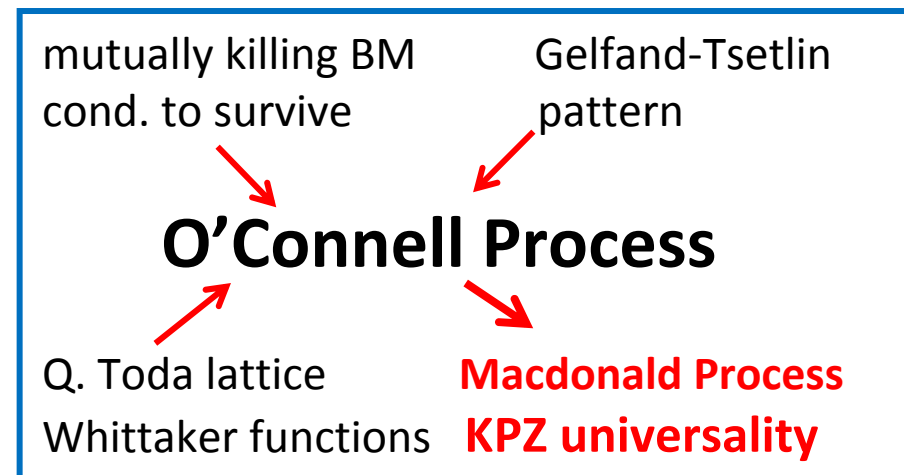 mutually killing BM
cond. to survive
Gelfand-Tsetlin
pattern
O’Connell Process
Q. Toda lattice
Whittaker functions
Macdonald Process
KPZ universality